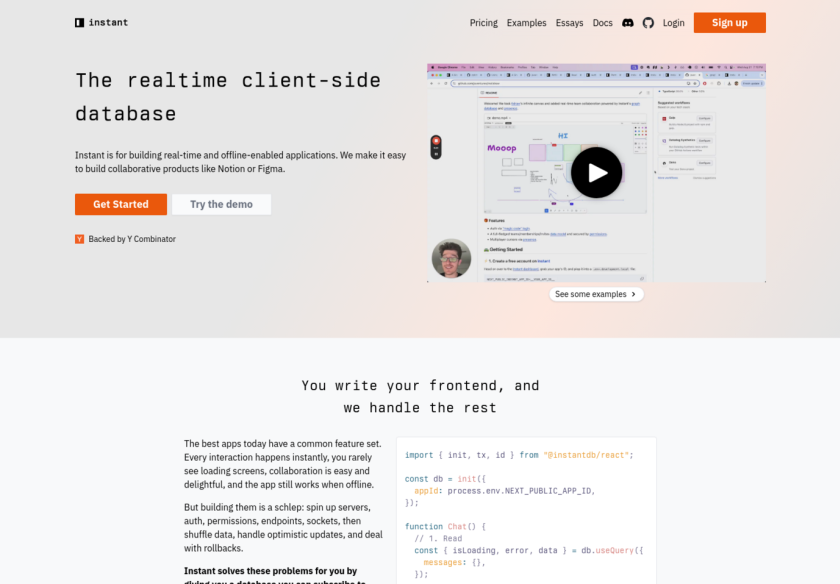 instant
Pricing Examples Essays Docs Login Sign up
The realtime client-side
database
Instant is for building real-time and offline-enabled applications. We make it easy
to build collaborative products like Notion or Figma.
Get Started Try the demo
Y Backed by Y Combinator
HI
Mooop
Features
Getting Started
See some examples
You write your frontend, and
we handle the rest
The best apps today have a common feature set.
Every interaction happens instantly, you rarely
see loading screens, collaboration is easy and
delightful, and the app still works when offline.
But building them is a schlep: spin up servers,
auth, permissions, endpoints, sockets, then
shuffle data, handle optimistic updates, and deal
with rollbacks.
Instant solves these problems for you by
giving you a database you can subscribe to
import { init, tx, id } from "@instantdb/react";
const db = init({
appId: process.env.NEXT_PUBLIC_APP_ID,
});
function Chat() {
// 1. Read
const { isLoading, error, data } = db.useQuery({
messages: {},
});